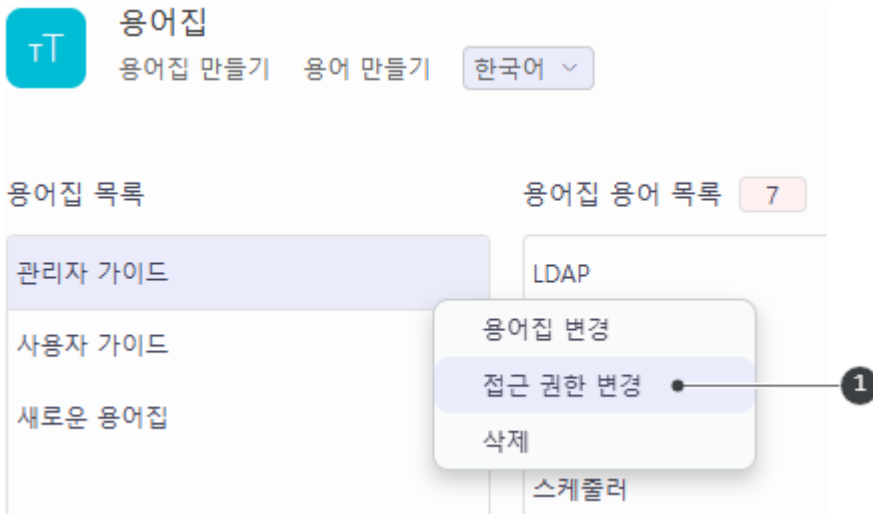 тT
용어집
용어집 만들기 용어 만들기 한국어
용어집 목록
용어집 용어 목록 7
관리자 가이드
LDAP
사용자 가이드
새로운 용어집
용어집 변경
접근 권한 변경 1
삭제
스케줄러